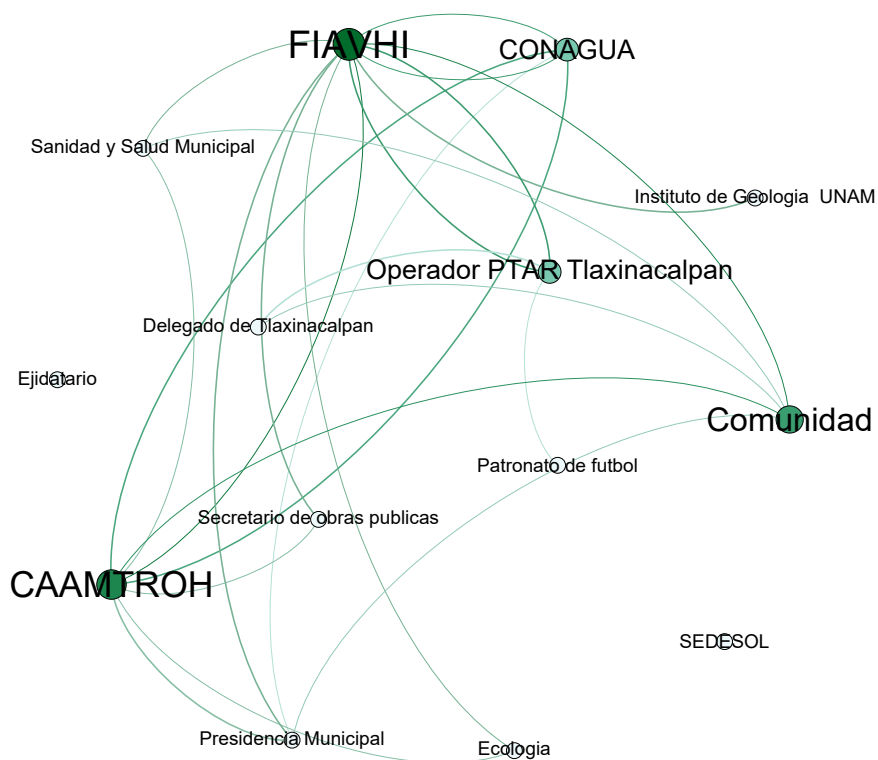 FIAVHI
CONAGUA
Sanidad y Salud Municipal
Instituto de Geologia UNAM
Operador PTAR Tlaxinacalpan
Delegado de Tlaxinacalpan
Ejidatario
Comunidad
Patronato de futbol
Secretario de obras publicas
CAAMTROH
SEDESOL
Presidencia Municipal
Ecologia